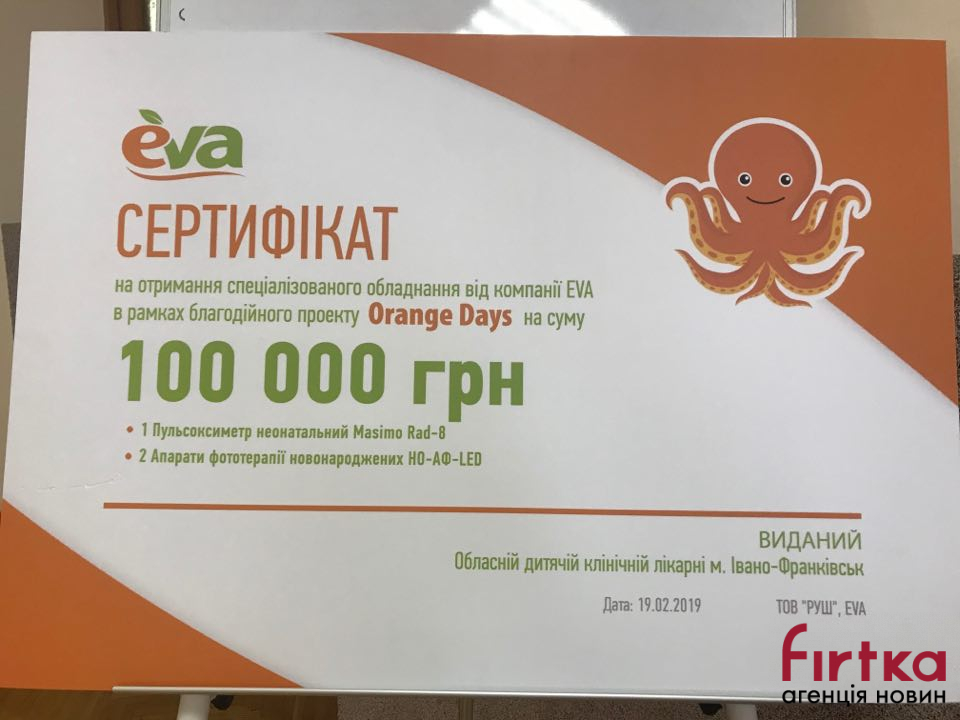 eva
СЕРТИФІКАТ
на отримання спеціалізованого обладнання від компанії EVA
в рамках благодійного проекту Orange Days на суму
100 000 грн
• 1 Пульсоксиметр неонатальний Masimo Rad-8
• 2 Апарати фототерапії новонароджених НО-АФ-LED
ВИДАНИЙ
Обласній дитячій клінічній лікарні м. Івано-Франківськ
Дата: 19.02.2019 ТОВ "РУШ", EVA
fırtka
агенція новин